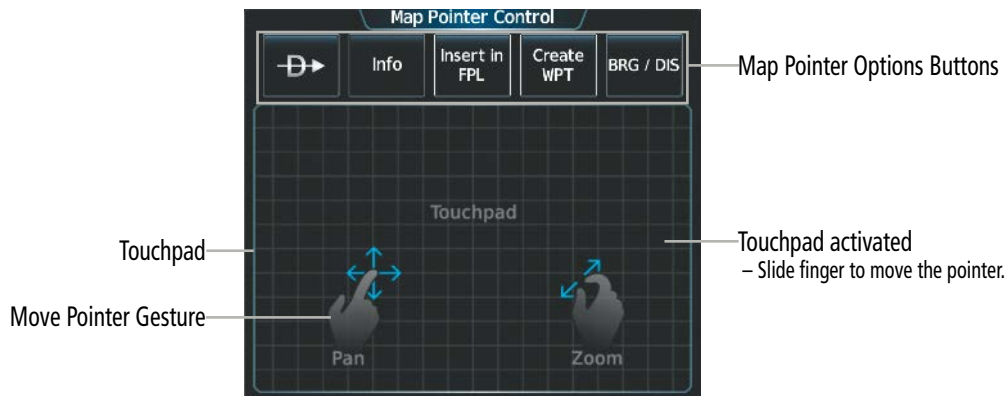 Map Pointer Control
Info
Insert in
FPL
Create
WPT
BRG / DIS
Map Pointer Options Buttons
Touchpad
Touchpad
Touchpad activated
– Slide finger to move the pointer.
Move Pointer Gesture
Pan
Zoom